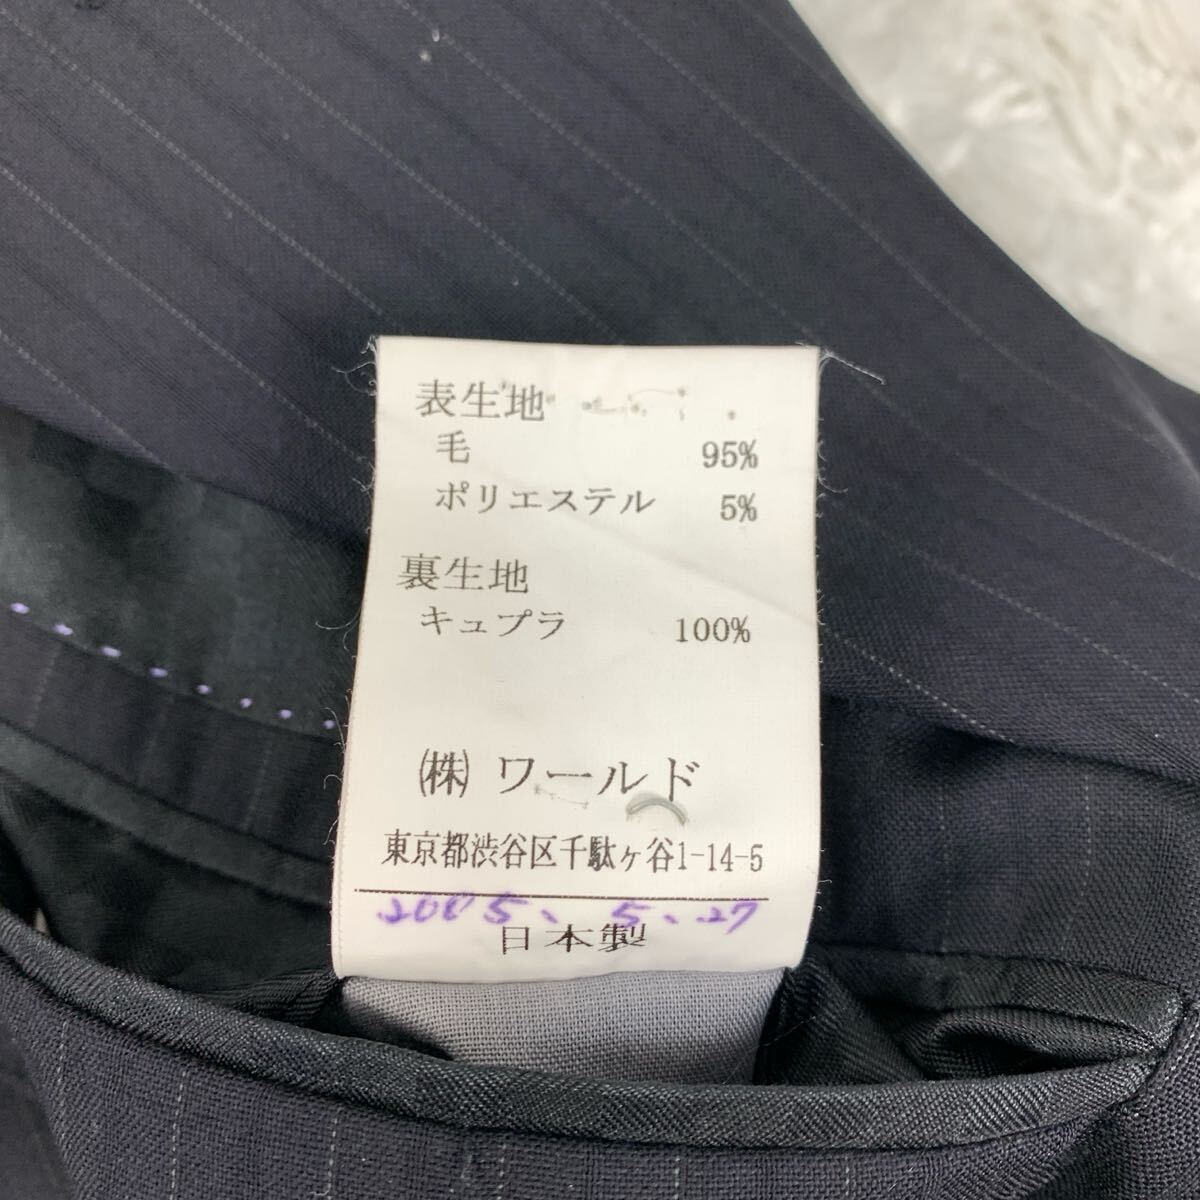 表生地
毛 95%
ポリエステル 5%
裏生地
キュプラ 100%
㈱ワールド
東京都渋谷区千駄ヶ谷1-14-5
2005、5、27
日本製